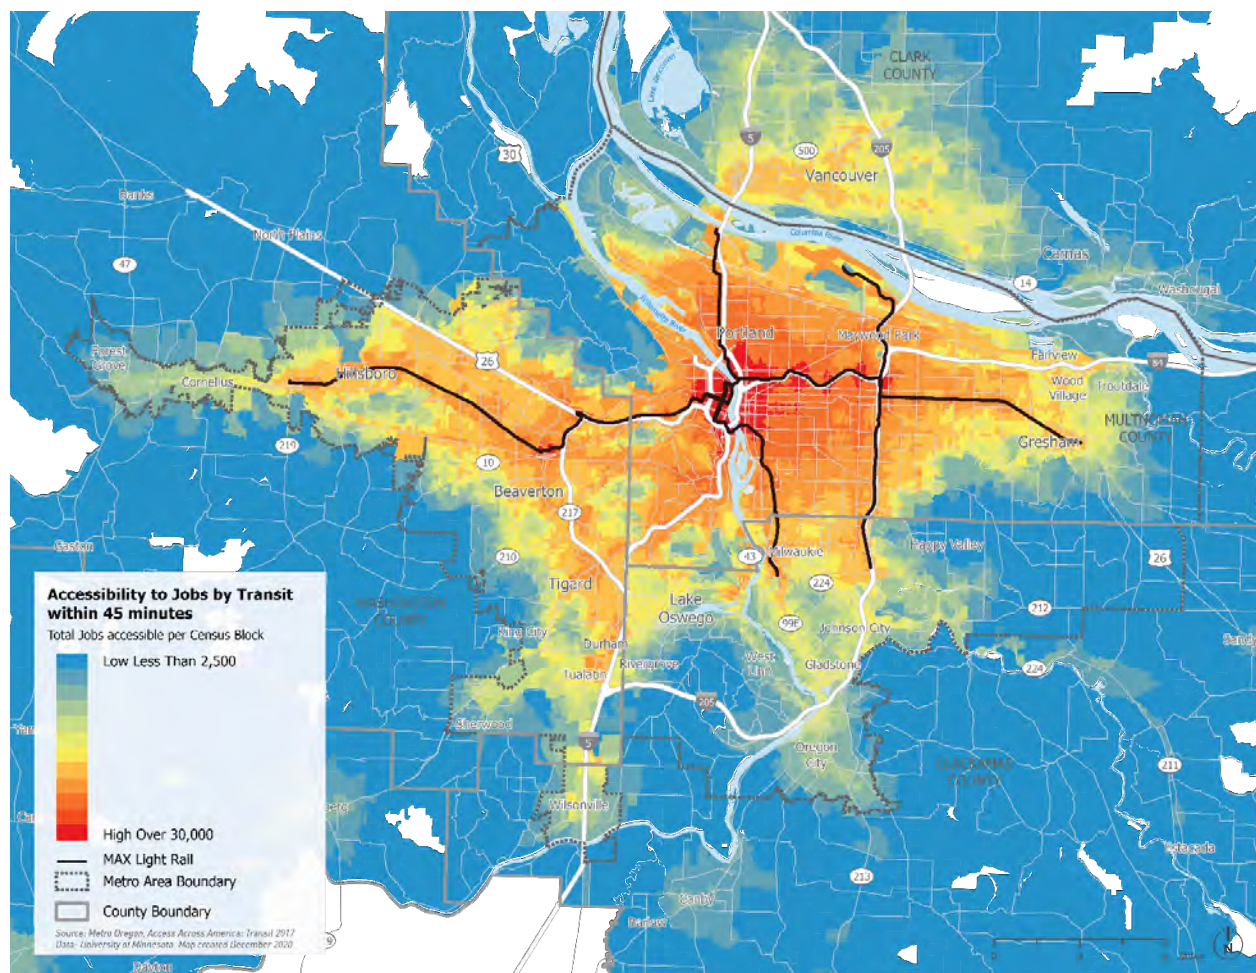 CLARK
COUNTY
5
500
205
30
Vancouver
Banks
North Plains
47
Columbia River
Camas
14
Washougal
Willamette River
Portland
Maywood Park
Forest
Grove
Cornelius
Hillsboro
26
Fairview
84
Wood
Village
Troutdale
MULTNOMAH
COUNTY
219
Gresham
10
Beaverton
217
Gaston
210
43
Milwaukie
Happy Valley
26
Tigard
224
WASHINGTON
COUNTY
Lake
Oswego
212
99E
King City
Johnson City
Durham
Rivergrove
West
Linn
Gladstone
224
Tualatin
205
Sherwood
5
Oregon
City
CLACKAMAS
COUNTY
211
Wilsonville
Estacada
213
Canby
Barlow
Dayton
Accessibility to Jobs by Transit
within 45 minutes
Total Jobs accessible per Census Block
Low Less Than 2,500
High Over 30,000
MAX Light Rail
Metro Area Boundary
County Boundary
Source: Metro Oregon, Access Across America: Transit 2017
Data- University of Minnesota Map created December 2020
N